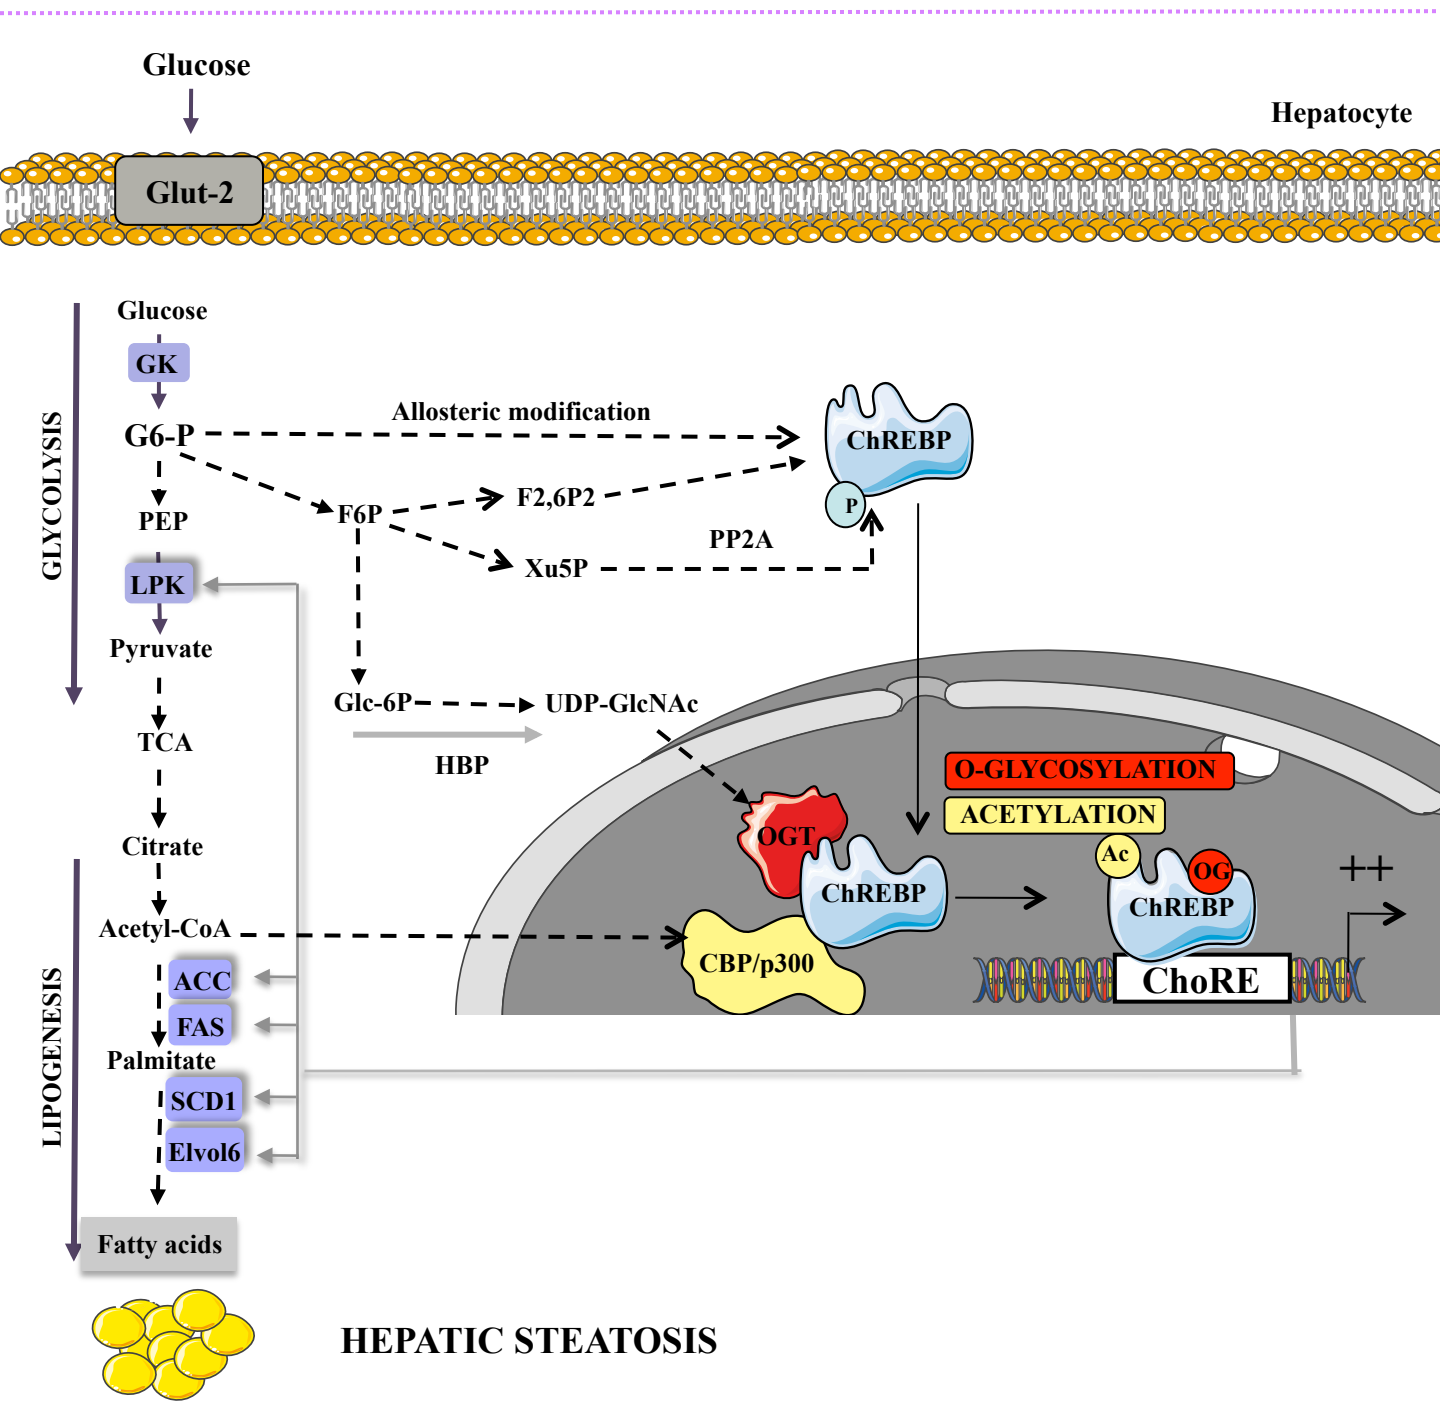 Glucose
Hepatocyte
Glut-2
Glucose
GK
GLYCOLYSIS
Allosteric modification
G6-P
ChREBP
F2,6P2
P
F6P
PEP
PP2A
Xu5P
LPK
Pyruvate
Glc-6P
UDP-GlcNAc
TCA
HBP
O-GLYCOSYLATION
ACETYLATION
OGT
Citrate
Ac
OG
++
ChREBP
ChREBP
Acetyl-CoA
CBP/p300
ACC
ChoRE
FAS
LIPOGENESIS
Palmitate
SCD1
Elvol6
Fatty acids
HEPATIC STEATOSIS